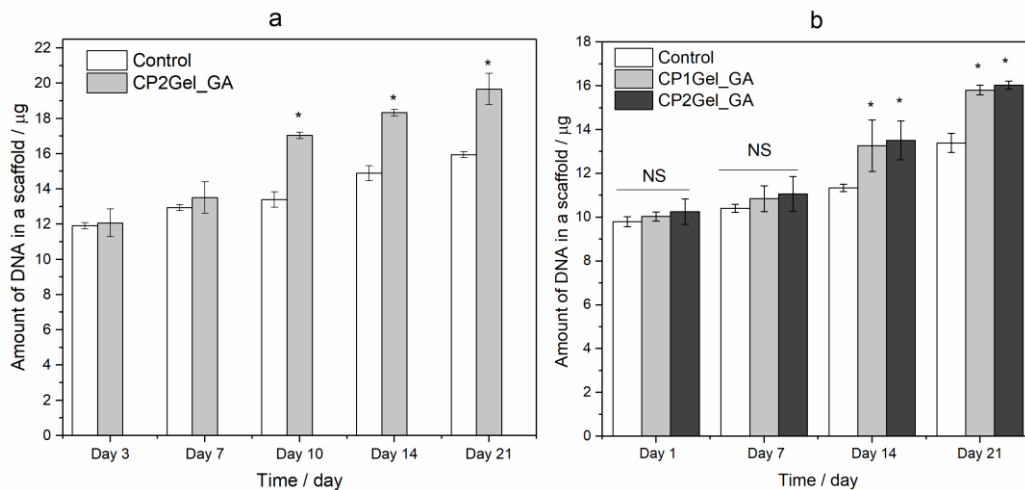 a
Control
CP2Gel_GA
Amount of DNA in a scaffold / µg
22
20
18
16
14
12
10
8
6
4
2
0
*
*
*
Day 3 Day 7 Day 10 Day 14 Day 21
Time / day
b
Control
CP1Gel_GA
CP2Gel_GA
Amount of DNA in a scaffold / µg
18
16
14
12
10
8
6
4
2
0
NS
NS
* *
* *
Day 1 Day 7 Day 14 Day 21
Time / day